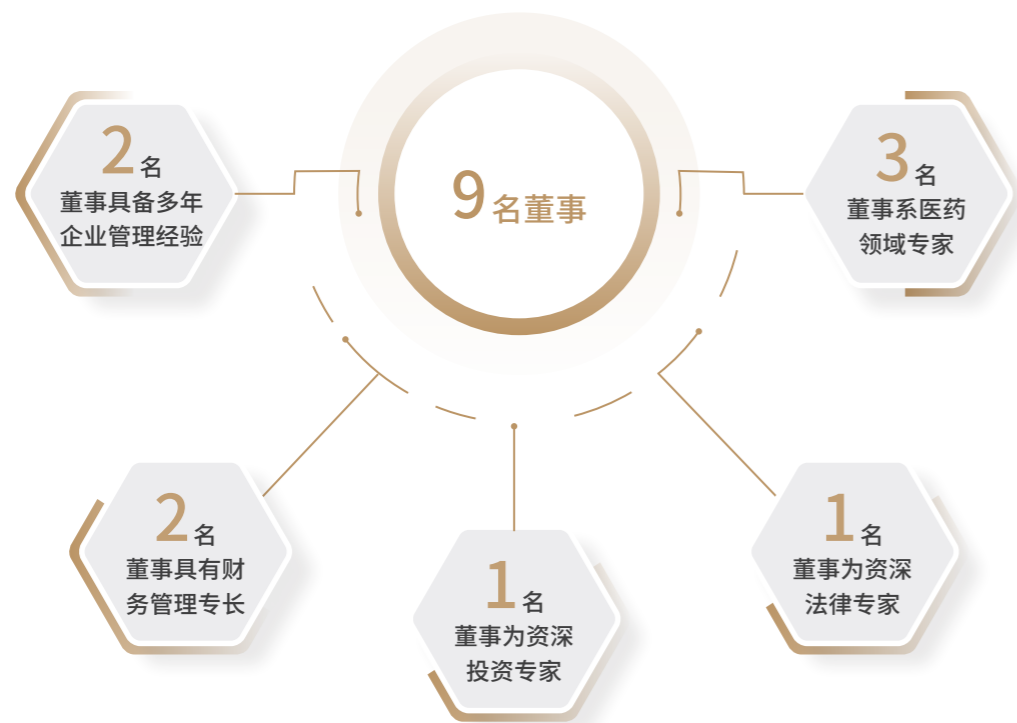 9名董事
2名
董事具备多年
企业管理经验
3名
董事系医药
领域专家
2名
董事具有财
务管理专长
1名
董事为资深
投资专家
1名
董事为资深
法律专家